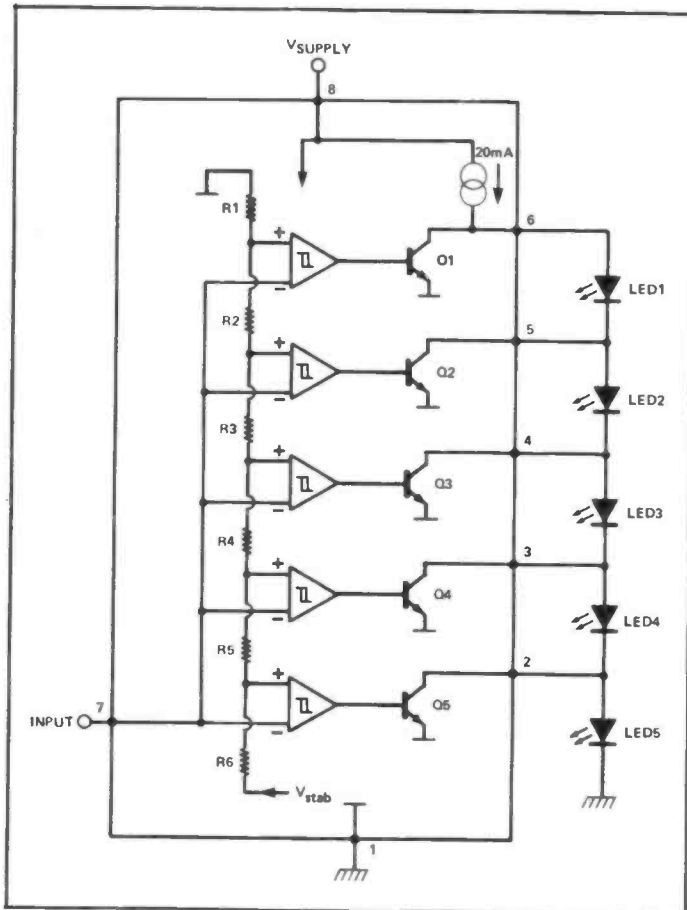 VSUPPLY
8
20mA
R1
+
-
Q1
6
LED1
R2
+
-
Q2
5
LED2
R3
+
-
Q3
4
LED3
R4
+
-
Q4
3
LED4
R5
+
-
Q5
2
LED5
INPUT
7
R6
Vstab
1